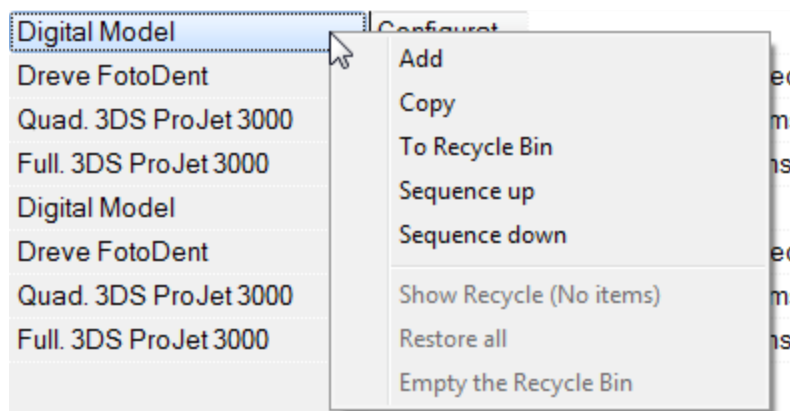 Digital Model
Dreve FotoDent
Quad. 3DS ProJet 3000
Full. 3DS ProJet 3000
Digital Model
Dreve FotoDent
Quad. 3DS ProJet 3000
Full. 3DS ProJet 3000
Add
Copy
To Recycle Bin
Sequence up
Sequence down
Show Recycle (No items)
Restore all
Empty the Recycle Bin